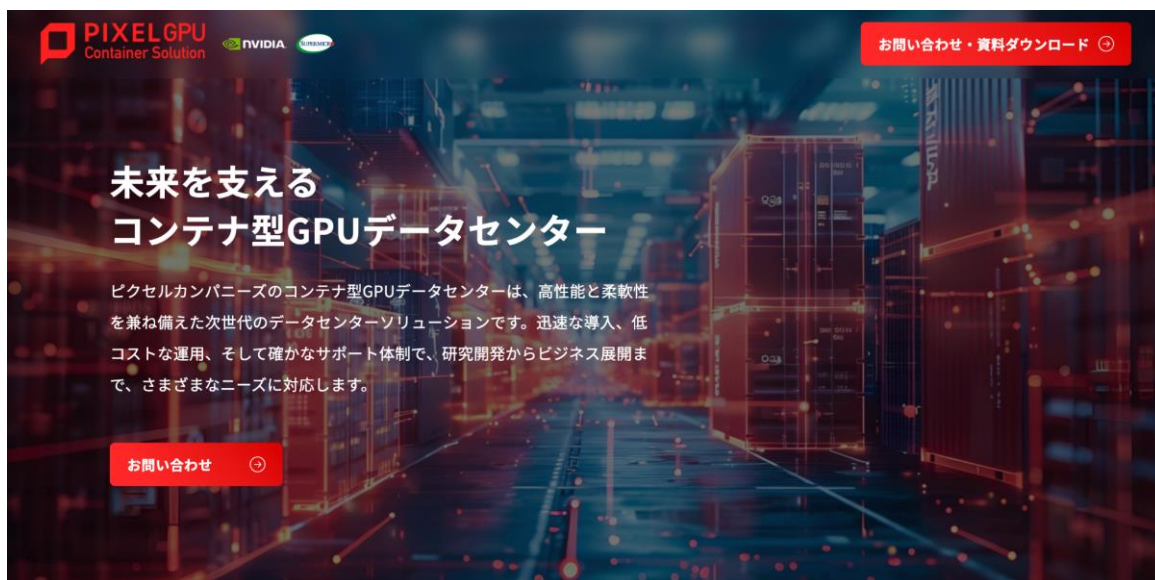 PIXELGPU
Container Solution
NVIDIA
SUPERMICR
お問い合わせ・資料ダウンロード
未来を支える
コンテナ型GPUデータセンター
ピクセルカンパニーズのコンテナ型GPUデータセンターは、高性能と柔軟性
を兼ね備えた次世代のデータセンターソリューションです。迅速な導入、低
コストな運用、そして確かなサポート体制で、研究開発からビジネス展開ま
で、さまざまなニーズに対応します。
お問い合わせ